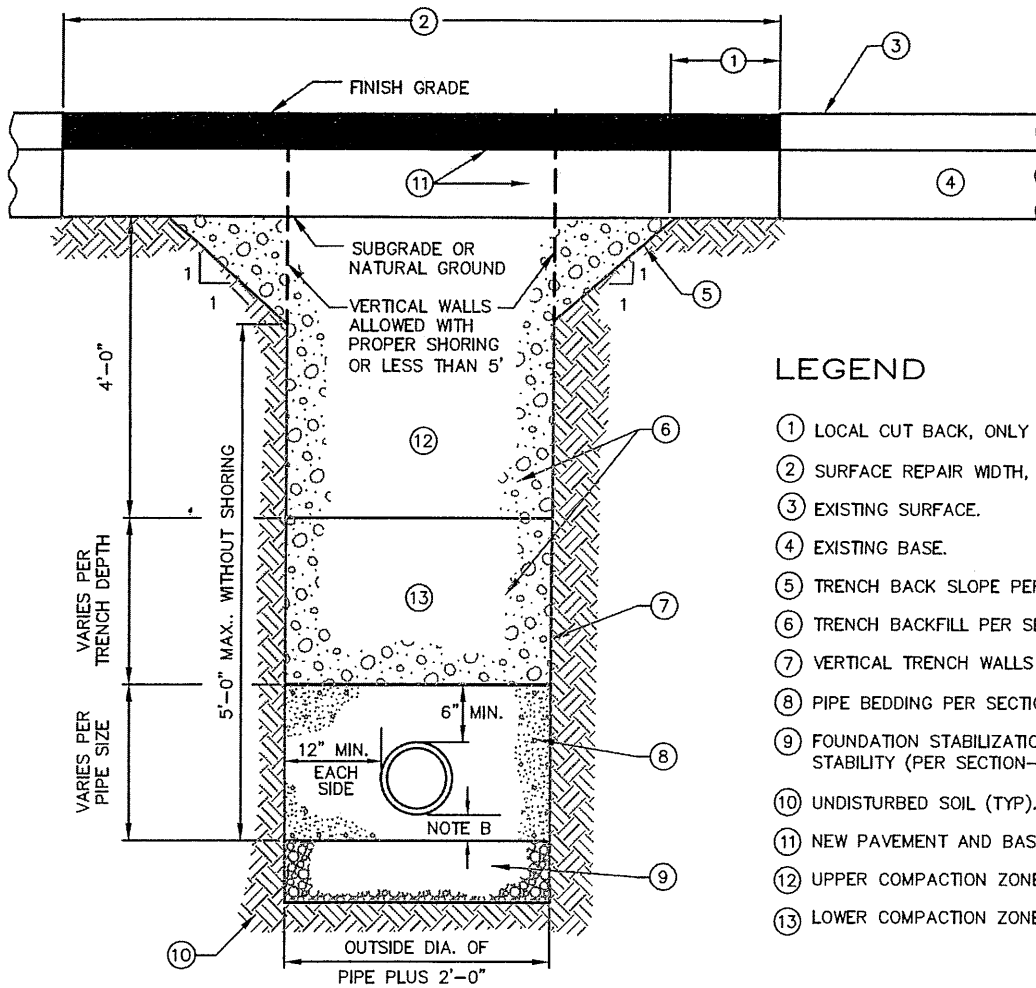 2
1
3
FINISH GRADE
11
4
SUBGRADE OR
NATURAL GROUND
1
1
1
1
5
VERTICAL WALLS
ALLOWED WITH
PROPER SHORING
OR LESS THAN 5'
4'-0"
5'-0" MAX.. WITHOUT SHORING
12
6
VARIES PER
TRENCH DEPTH
13
7
VARIES PER
PIPE SIZE
6" MIN.
12" MIN.
EACH
SIDE
8
NOTE B
9
10
OUTSIDE DIA. OF
PIPE PLUS 2'-0"
LEGEND
1 LOCAL CUT BACK, ONLY
2 SURFACE REPAIR WIDTH,
3 EXISTING SURFACE.
4 EXISTING BASE.
5 TRENCH BACK SLOPE PER
6 TRENCH BACKFILL PER
7 VERTICAL TRENCH WALLS
8 PIPE BEDDING PER
9 FOUNDATION
STABILITY (PER SECTION-
10 UNDISTURBED SOIL (TYP).
11 NEW PAVEMENT AND
12 UPPER COMPACTION ZONE
13 LOWER COMPACTION ZONE